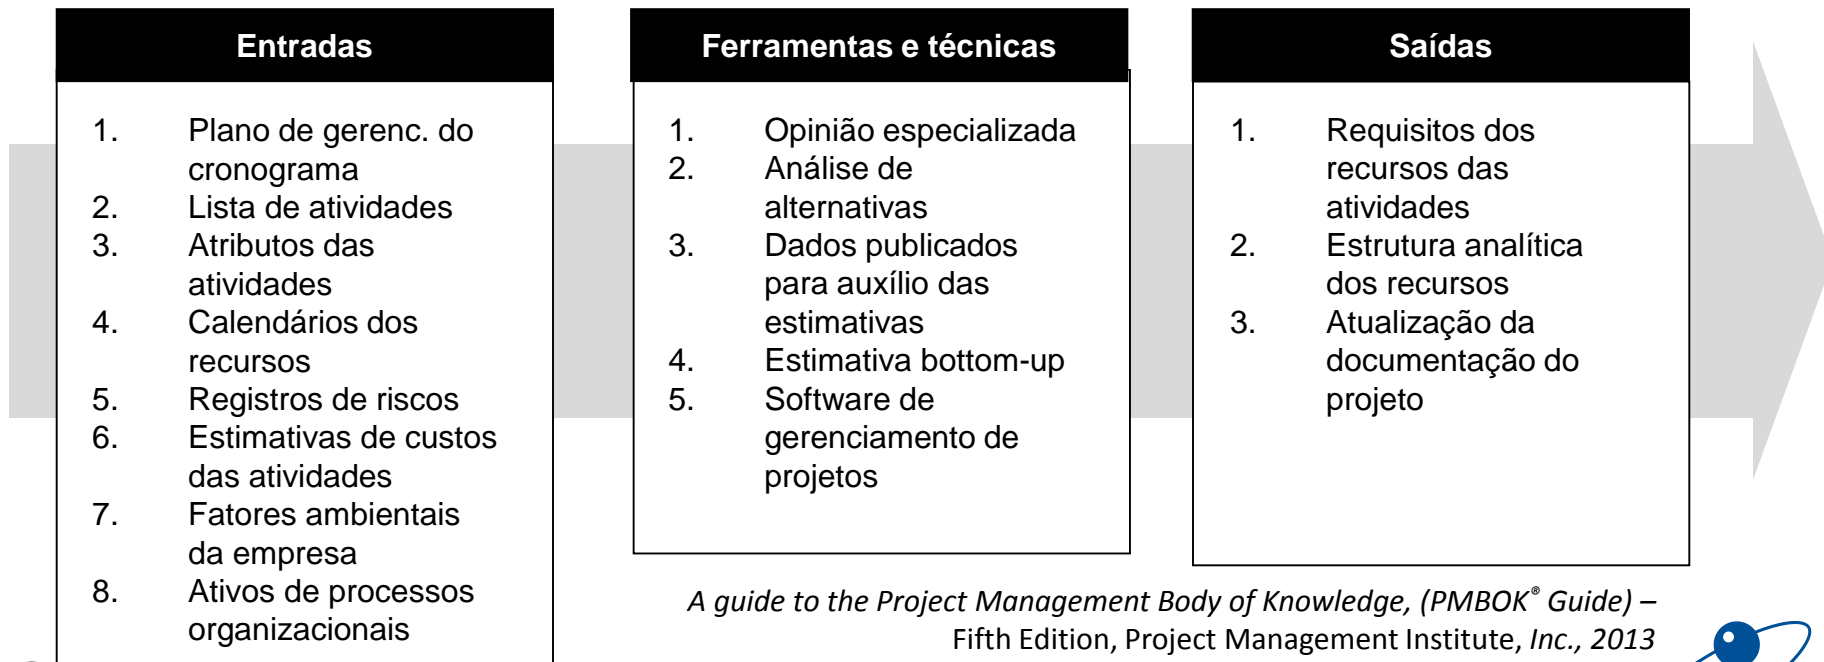 Entradas
1. Plano de gerenc. do
cronograma
2. Lista de atividades
3. Atributos das
atividades
4. Calendários dos
recursos
5. Registros de riscos
6. Estimativas de custos
das atividades
7. Fatores ambientais
da empresa
8. Ativos de processos
organizacionais
Ferramentas e técnicas
1. Opinião especializada
2. Análise de
alternativas
3. Dados publicados
para auxílio das
estimativas
4. Estimativa bottom-up
5. Software de
gerenciamento de
projetos
Saídas
1. Requisitos dos
recursos das
atividades
2. Estrutura analítica
dos recursos
3. Atualização da
documentação do
projeto
A guide to the Project Management Body of Knowledge, (PMBOK® Guide) –
Fifth Edition, Project Management Institute, Inc., 2013